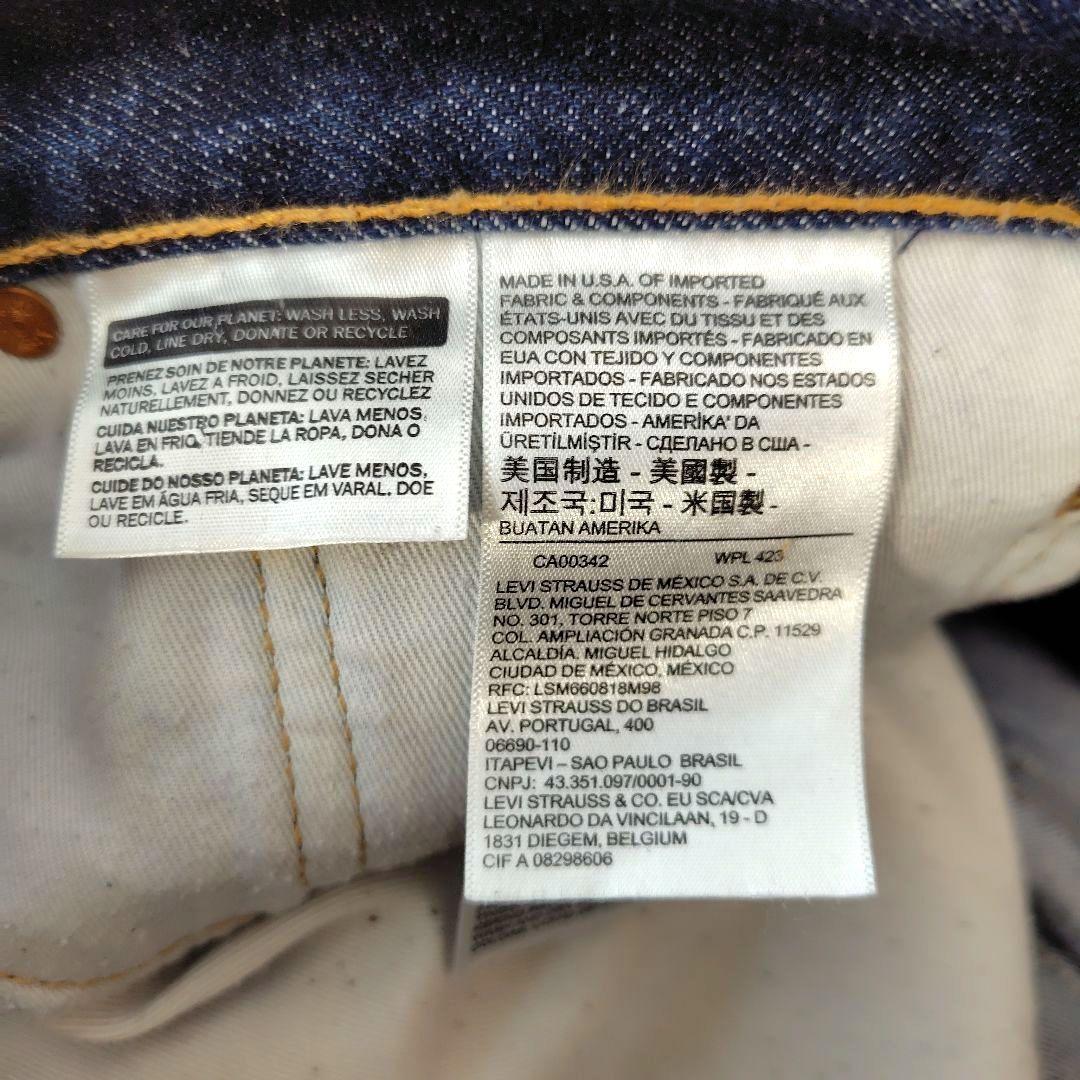 CARE FOR OUR PLANET: WASH LESS, WASH
COLD, LINE DRY, DONATE OR RECYCLE
PRENEZ SOIN DE NOTRE PLANETE: LAVEZ
MOINS, LAVEZ A FROID, LAISSEZ SECHER
NATURELLEMENT, DONNEZ OU RECYCLEZ
CUIDA NUESTRO PLANETA: LAVA MENOS,
LAVA EN FRIO, TIENDE LA ROPA, DONA O
RECICLA.
CUIDE DO NOSSO PLANETA: LAVE MENOS,
LAVE EM ÁGUA FRIA, SEQUE EM VARAL, DOE
OU RECICLE.
MADE IN U.S.A. OF IMPORTED
FABRIC & COMPONENTS - FABRIQUÉ AUX
ÉTATS-UNIS AVEC DU TISSU ET DES
COMPOSANTS IMPORTÉS - FABRICADO EN
EUA CON TEJIDO Y COMPONENTES
IMPORTADOS - FABRICADO NOS ESTADOS
UNIDOS DE TECIDO E COMPONENTES
IMPORTADOS - AMERİKA' DA
ÜRETİLMİŞTİR - СДЕЛАНО В США -
美国制造 - 美國製 -
제조국:미국 - 米国製 -
BUATAN AMERIKA
CA00342 WPL 423
LEVI STRAUSS DE MÉXICO S.A. DE C.V.
BLVD. MIGUEL DE CERVANTES SAAVEDRA
NO. 301, TORRE NORTE PISO 7
COL. AMPLIACIÓN GRANADA C.P. 11529
ALCALDÍA. MIGUEL HIDALGO
CIUDAD DE MÉXICO, MÉXICO
RFC: LSM660818M98
LEVI STRAUSS DO BRASIL
AV. PORTUGAL, 400
06690-110
ITAPEVI – SAO PAULO BRASIL
CNPJ: 43.351.097/0001-90
LEVI STRAUSS & CO. EU SCA/CVA
LEONARDO DA VINCILAAN, 19 - D
1831 DIEGEM, BELGIUM
CIF A 08298606